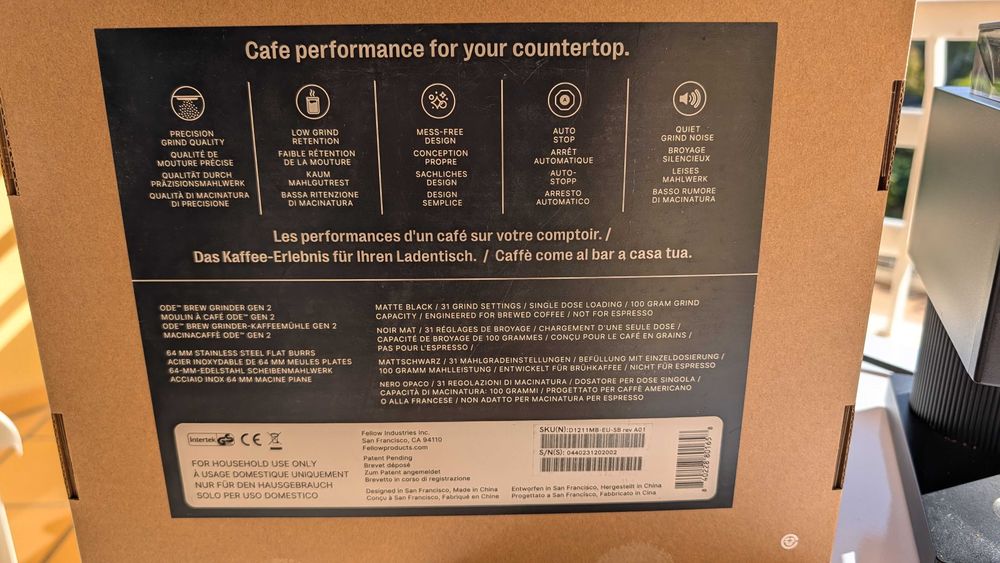 Cafe performance for your countertop.
PRECISION
GRIND QUALITY
QUALITÉ DE
MOUTURE PRÉCISE
QUALITÄT DURCH
PRÄZISIONSMAHLWERK
QUALITÀ DI MACINATURA
DI PRECISIONE
LOW GRIND
RETENTION
FAIBLE RÉTENTION
DE LA MOUTURE
KAUM
MAHLGUTREST
BASSA RITENZIONE
DI MACINATURA
MESS-FREE
DESIGN
CONCEPTION
PROPRE
SACHLICHES
DESIGN
DESIGN
SEMPLICE
AUTO
STOP
ARRÊT
AUTOMATIQUE
AUTO-
STOPP
ARRESTO
AUTOMATICO
QUIET
GRIND NOISE
BROYAGE
SILENCIEUX
LEISES
MAHLWERK
BASSO RUMORE
DI MACINATURA
Les performances d'un café sur votre comptoir. /
Das Kaffee-Erlebnis für Ihren Ladentisch. / Caffè come al bar a casa tua.
ODE™ BREW GRINDER GEN 2
MOULIN À CAFÉ ODE™ GEN 2
ODE™ BREW GRINDER-KAFFEEMÜHLE GEN 2
MACINACAFFÈ ODE™ GEN 2
64 MM STAINLESS STEEL FLAT BURRS
ACIER INOXYDABLE DE 64 MM MEULES PLATES
64-MM-EDELSTAHL SCHEIBENMAHLWERK
ACCIAIO INOX 64 MM MACINE PIANE
MATTE BLACK / 31 GRIND SETTINGS / SINGLE DOSE LOADING / 100 GRAM GRIND
CAPACITY / ENGINEERED FOR BREWED COFFEE / NOT FOR ESPRESSO
NOIR MAT / 31 RÉGLAGES DE BROYAGE / CHARGEMENT D'UNE SEULE DOSE /
CAPACITÉ DE BROYAGE DE 100 GRAMMES / CONÇU POUR LE CAFÉ EN GRAINS /
PAS POUR L'ESPRESSO /
MATTSCHWARZ / 31 MAHLGRADEINSTELLUNGEN / BEFÜLLUNG MIT EINZELDOSIERUNG /
100 GRAMM MAHLLEISTUNG / ENTWICKELT FÜR BRÜHKAFFEE / NICHT FÜR ESPRESSO
NERO OPACO / 31 REGOLAZIONI DI MACINATURA / DOSATORE PER DOSE SINGOLA /
CAPACITÀ DI MACINATURA: 100 GRAMMI / PROGETTATO PER CAFFÈ AMERICANO
O ALLA FRANCESE / NON ADATTO PER MACINATURA PER ESPRESSO
Intertek GS CE
FOR HOUSEHOLD USE ONLY
À USAGE DOMESTIQUE UNIQUEMENT
NUR FÜR DEN HAUSGEBRAUCH
SOLO PER USO DOMESTICO
Fellow Industries Inc.
San Francisco, CA 94110
Fellowproducts.com
Patent Pending
Brevet déposé
Zum Patent angemeldet
Brevetto in corso di registrazione
Designed in San Francisco, Made in China
Conçu à San Francisco, Fabriqué en Chine
SKU(N):D1211MB-EU-SB rev A01
S/N(S): 0440231202002
Entworfen in San Francisco, Hergestellt in China
Progettato a San Francisco, Fabbricato in Cina
8 40228 80165 8